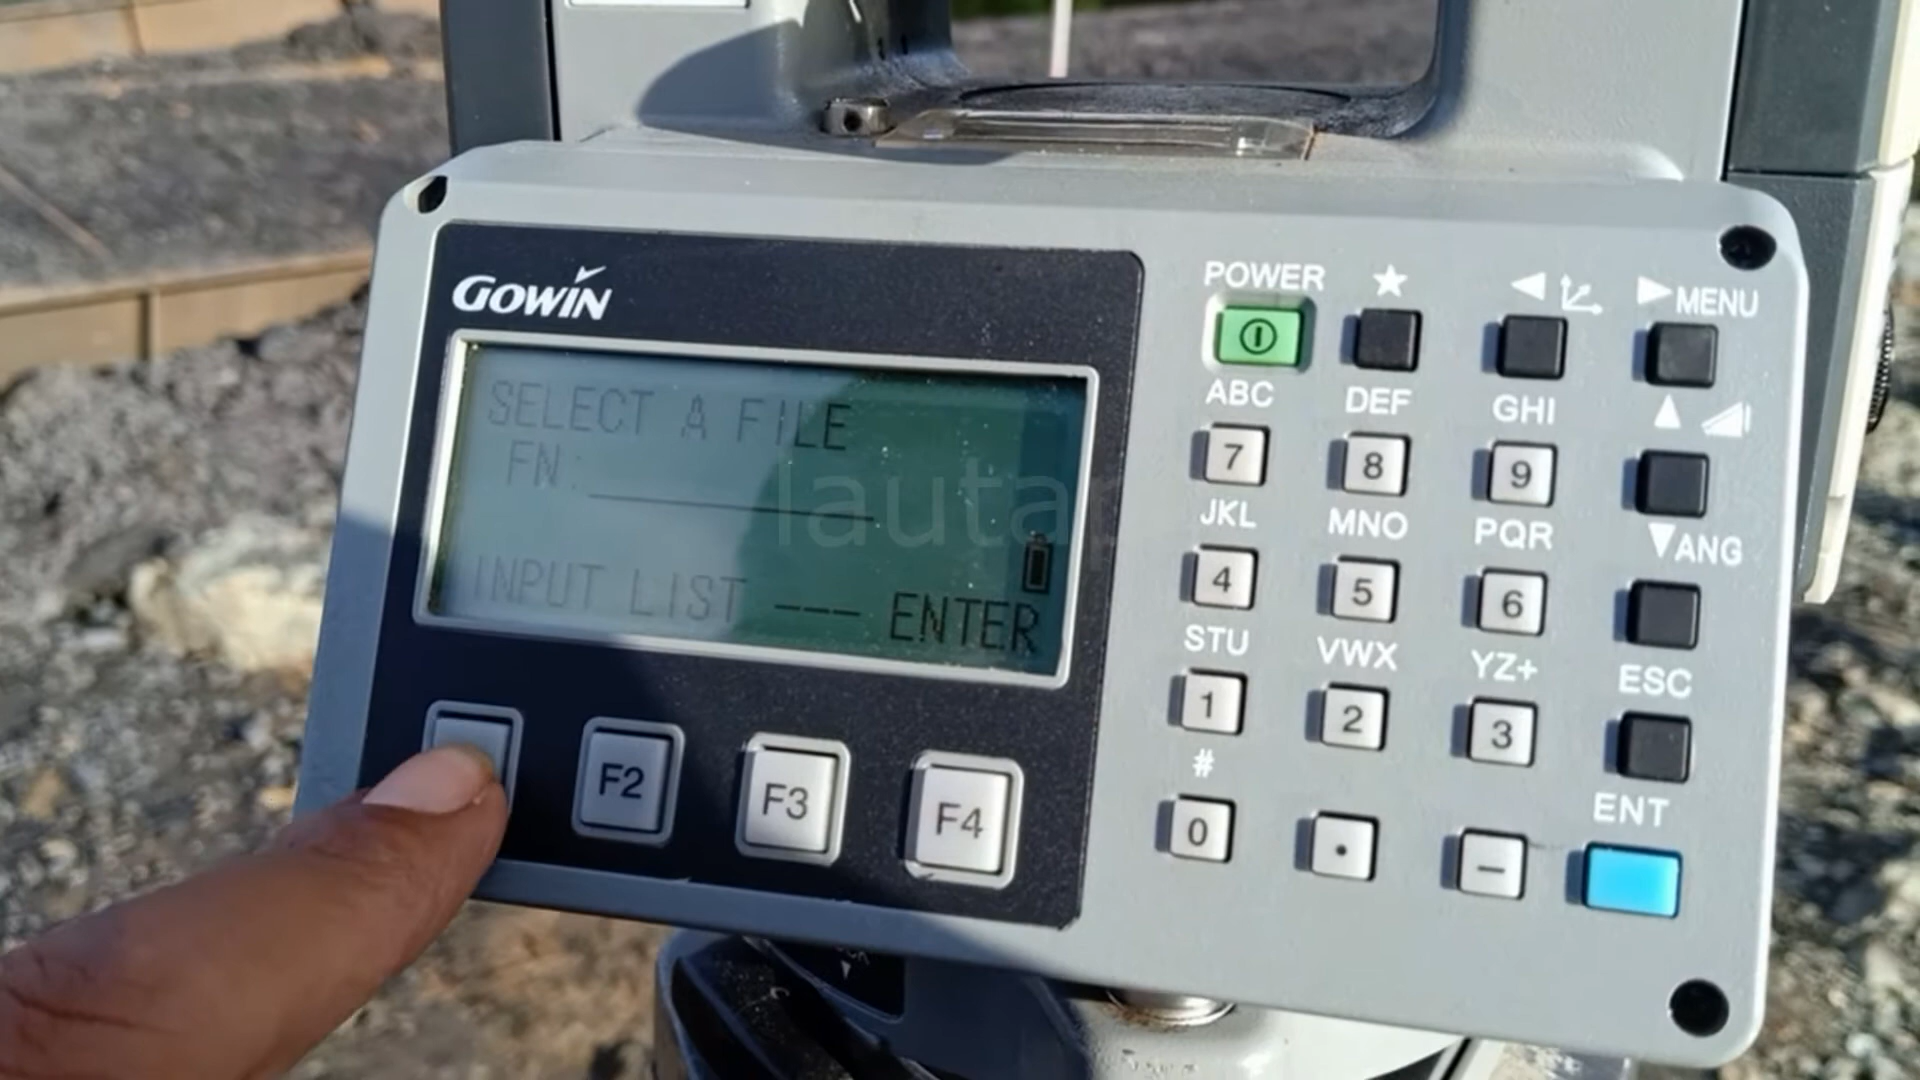 GOWIN
SELECT A FILE
FN:
INPUT LIST --- ENTER
F2 F3 F4
POWER ★ ◀ ▶MENU
ABC DEF GHI ▲
7 8 9
JKL MNO PQR ▼ANG
4 5 6
STU VWX YZ+ ESC
1 2 3
# ENT
0 . -
lauta